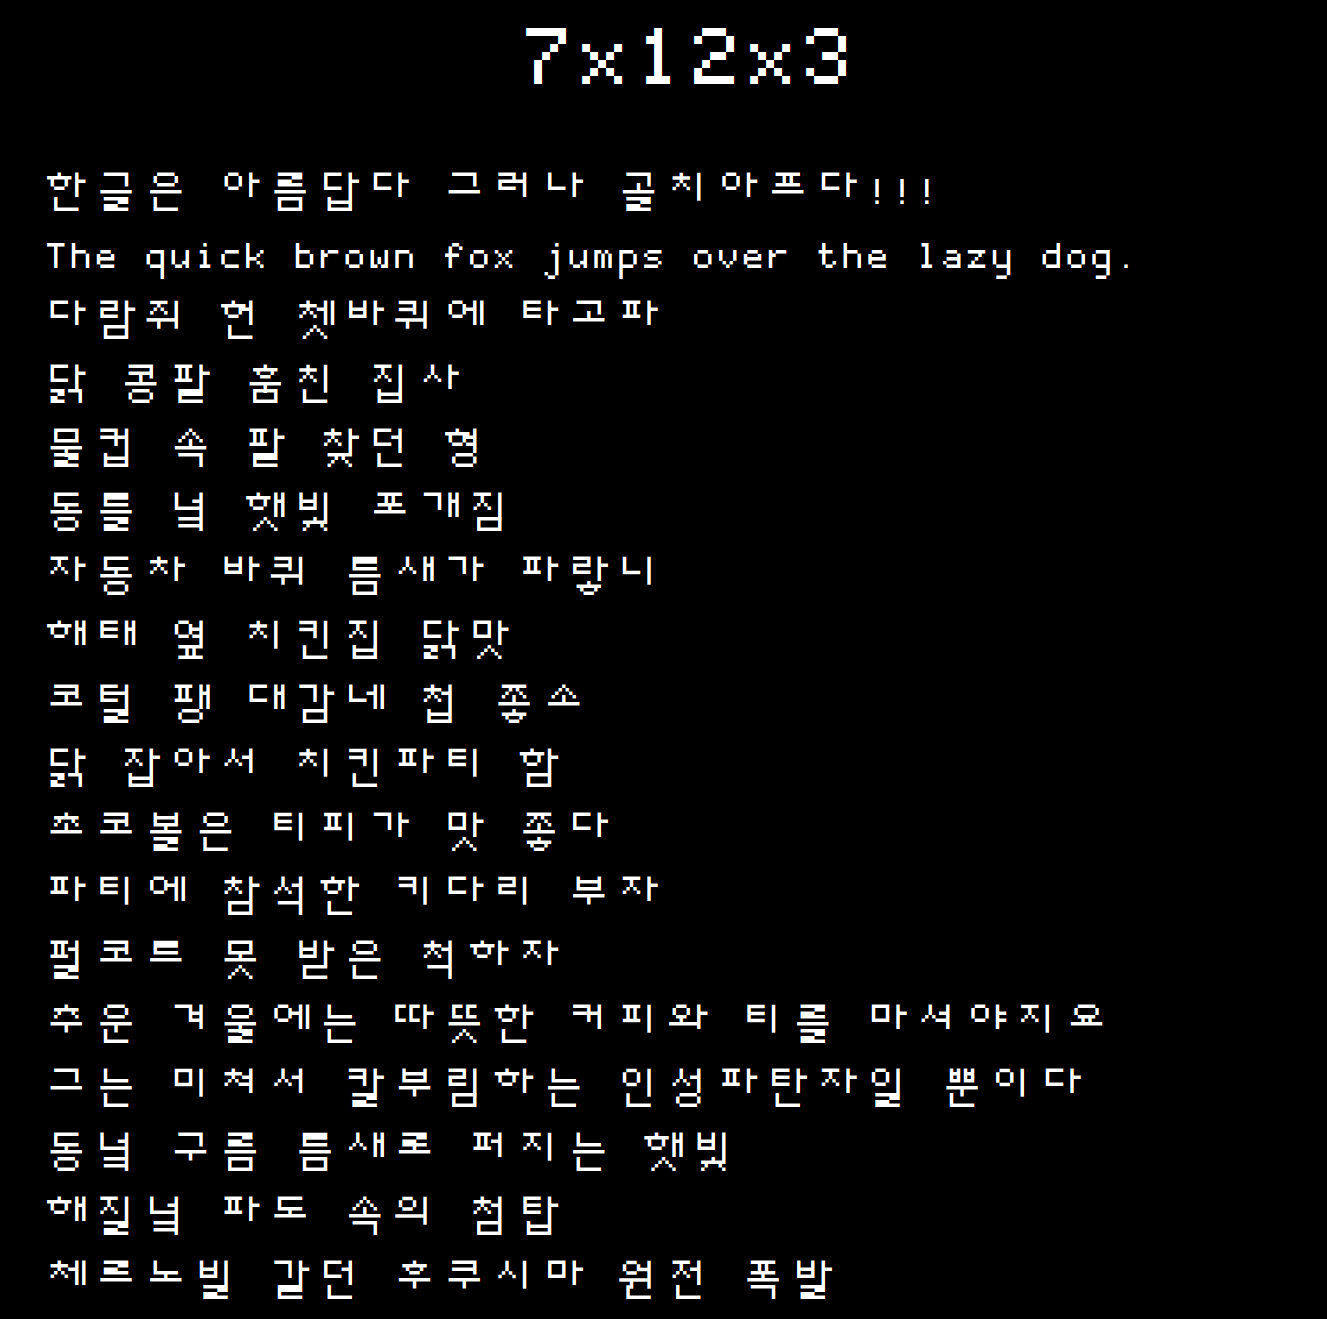 7x12x3
한글은 아름답다 그러나 골치아프다!!!
The quick brown fox jumps over the lazy dog.
다람쥐 헌 쳇바퀴에 타고파
닭 콩팥 훔친 집사
물컵 속 팥 찾던 형
동틀 녘 햇빛 포개짐
자동차 바퀴 틈새가 파랗니
해태 옆 치킨집 닭맛
코털 팽 대감네 첩 좋소
닭 잡아서 치킨파티 함
초코볼은 티피가 맛 좋다
파티에 참석한 키다리 부자
펄코트 못 받은 척하자
추운 겨울에는 따뜻한 커피와 티를 마셔야지요
그는 미쳐서 칼부림하는 인성파탄자일 뿐이다
동녘 구름 틈새로 퍼지는 햇빛
해질녘 파도 속의 첨탑
체르노빌 같던 후쿠시마 원전 폭발